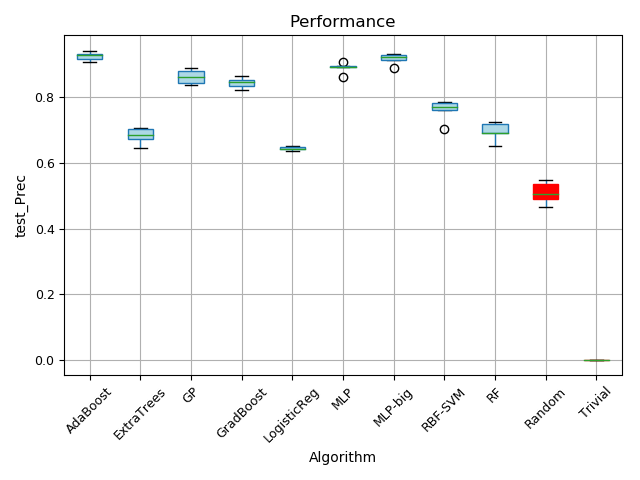 Performance
test_Prec
0.8
0.6
0.4
0.2
0.0
AdaBoost
ExtraTrees
GP
GradBoost
LogisticReg
MLP
MLP-big
RBF-SVM
RF
Random
Trivial
Algorithm